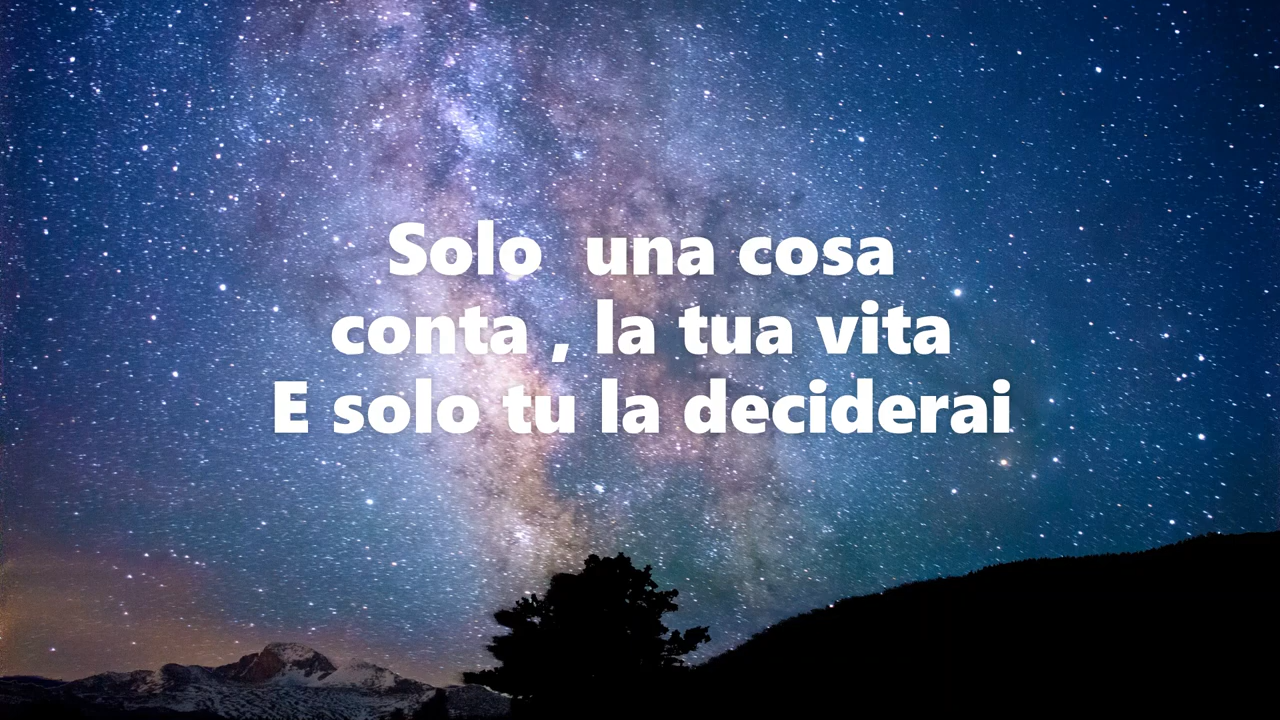 Solo  una cosa
conta , la tua vita
E solo tu la deciderai